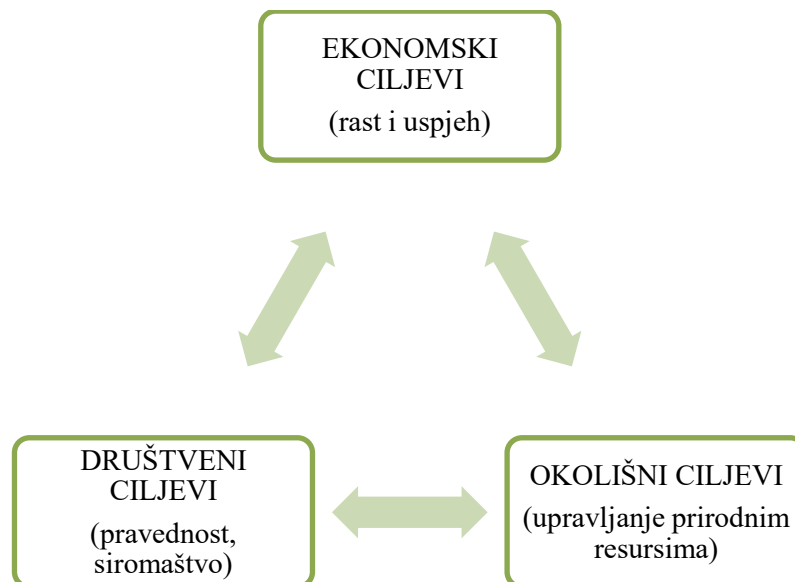 EKONOMSKI
CILJEVI
(rast i uspjeh)
DRUŠTVENI
CILJEVI
(pravednost,
siromaštvo)
OKOLIŠNI CILJEVI
(upravljanje prirodnim
resursima)